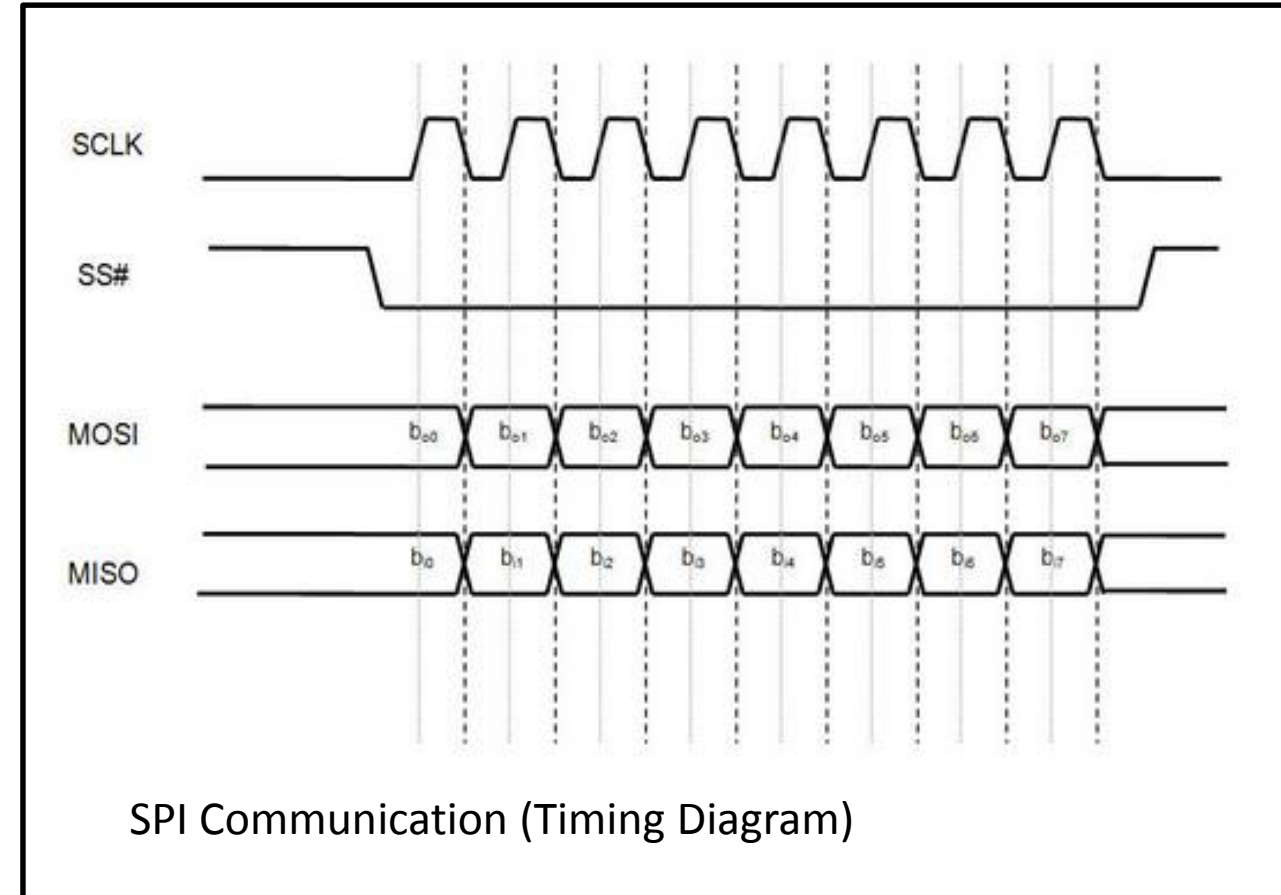 SCLK
SS#
MOSI
bo0 bo1 bo2 bo3 bo4 bo5 bo6 bo7
MISO
bi0 bi1 bi2 bi3 bi4 bi5 bi6 bi7
SPI Communication (Timing Diagram)